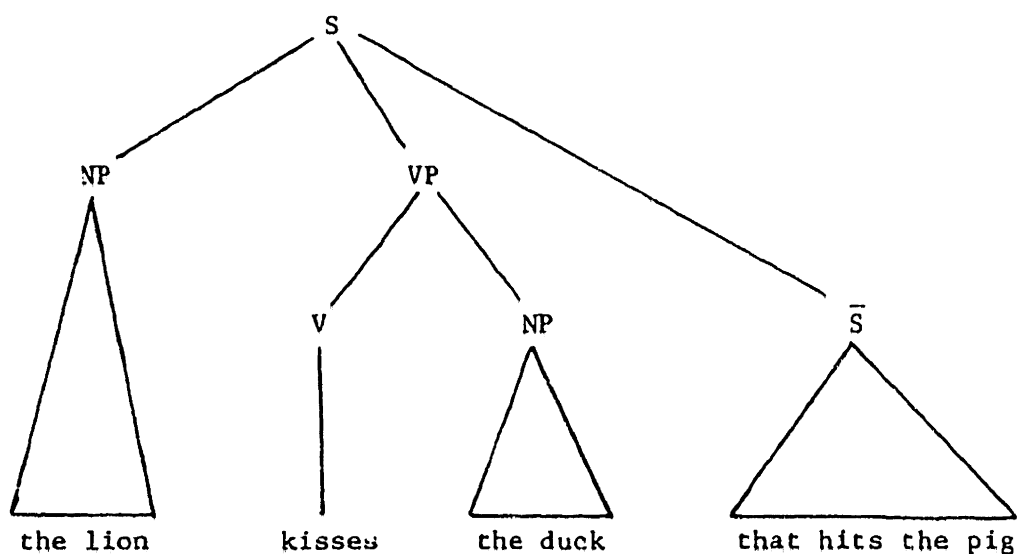 S
NP VP
V NP S̄
the lion kisses the duck that hits the pig